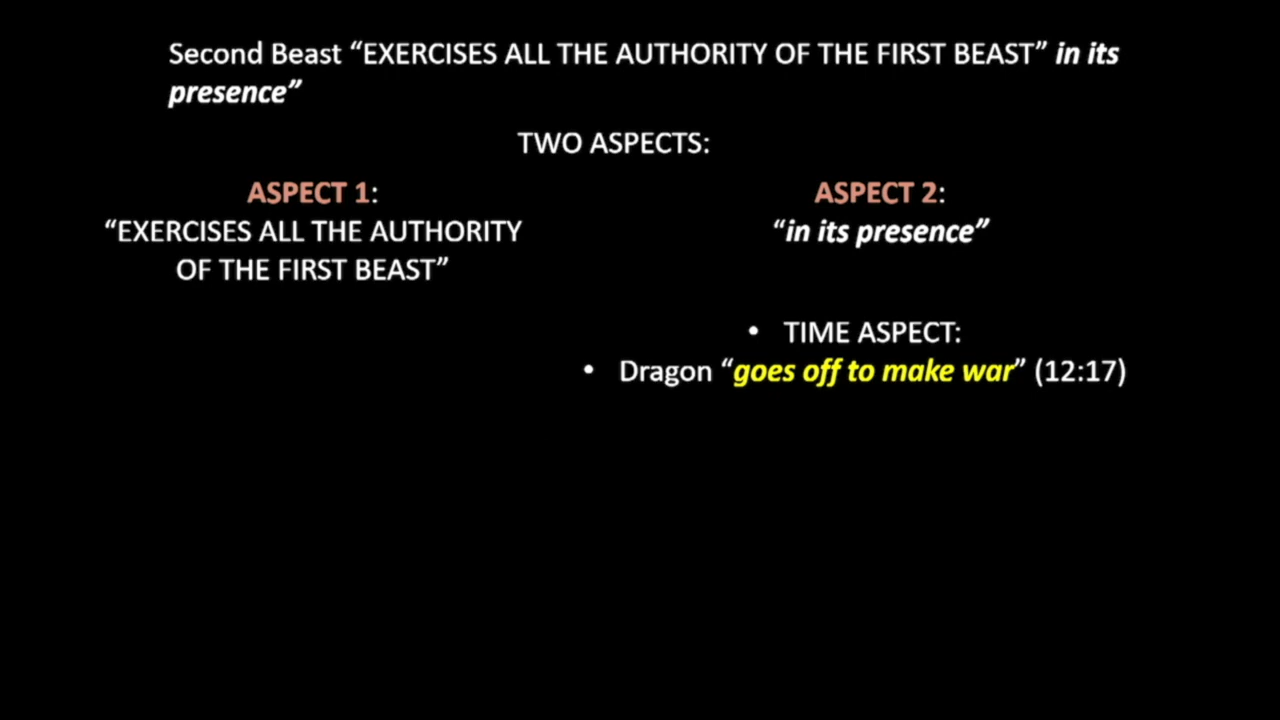 Second Beast “EXERCISES ALL THE AUTHORITY OF THE FIRST BEAST” in its
presence”
TWO ASPECTS:
ASPECT 1:
“EXERCISES ALL THE AUTHORITY
OF THE FIRST BEAST”
ASPECT 2:
“in its presence”
• TIME ASPECT:
• Dragon “goes off to make war” (12:17)